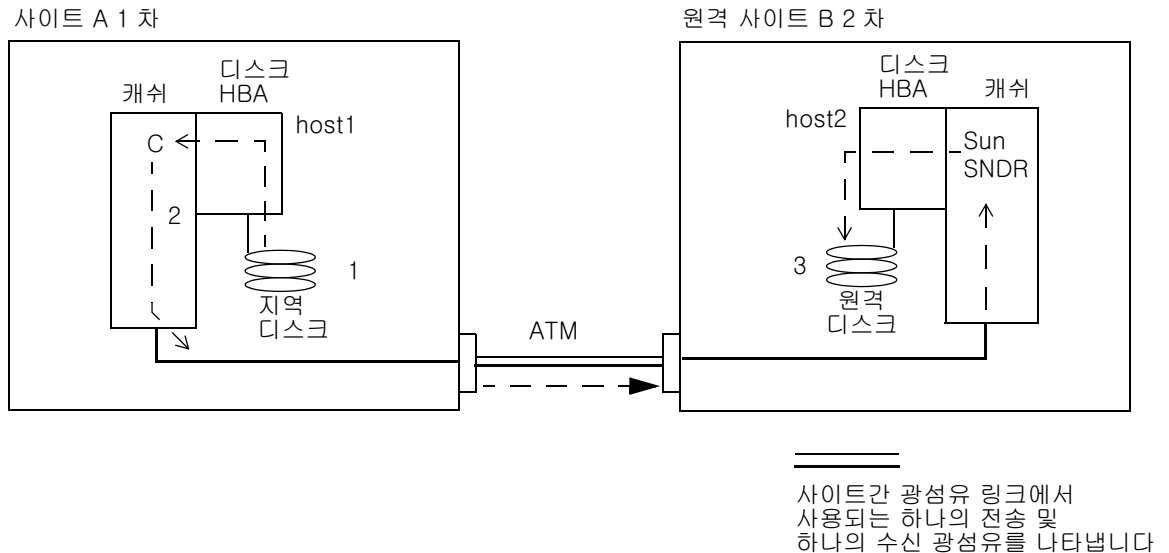 사이트 A 1 차
원격 사이트 B 2 차
디스크
HBA
캐쉬
host1
C
2
1
지역
디스크
ATM
디스크
HBA
캐쉬
host2
Sun
SNDR
3
원격
디스크
사이트간 광섬유 링크에서
사용되는 하나의 전송 및
하나의 수신 광섬유를 나타냅니다